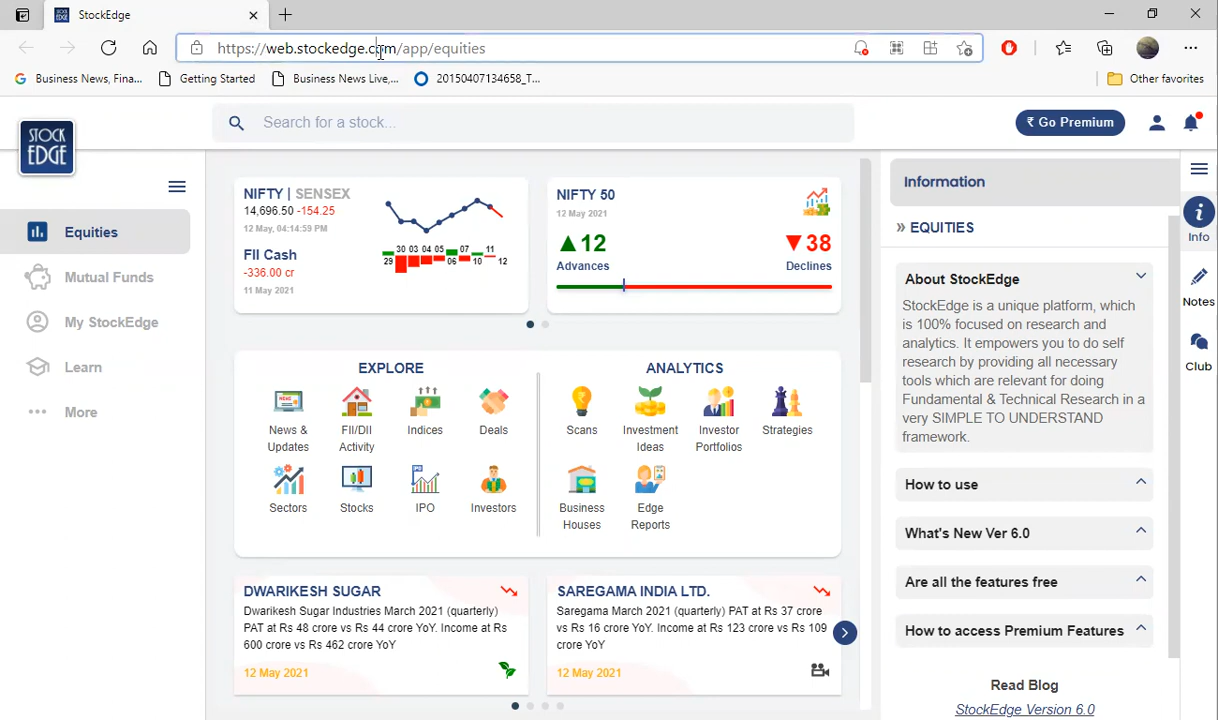 StockEdge
https://web.stockedge.com/app/equities
Business News, Fina...
Getting Started
Business News Live,...
20150407134658_T...
Other favorites
STOCK
EDGE
Search for a stock...
₹ Go Premium
Equities
Mutual Funds
My StockEdge
Learn
More
NIFTY | SENSEX
14,696.50 -154.25
12 May, 04:14:59 PM
FII Cash
-336.00 cr
11 May 2021
30 03 04 05 07 11
29 06 10 12
NIFTY 50
12 May 2021
12
Advances
38
Declines
EXPLORE
News &
Updates
FII/DII
Activity
Indices
Deals
Sectors
Stocks
IPO
Investors
ANALYTICS
Scans
Investment
Ideas
Investor
Portfolios
Strategies
Business
Houses
Edge
Reports
DWARIKESH SUGAR
Dwarikesh Sugar Industries March 2021 (quarterly)
PAT at Rs 48 crore vs Rs 44 crore YoY. Income at Rs
600 crore vs Rs 462 crore YoY
12 May 2021
SAREGAMA INDIA LTD.
Saregama March 2021 (quarterly) PAT at Rs 37 crore
vs Rs 16 crore YoY. Income at Rs 123 crore vs Rs 109
crore YoY
12 May 2021
Information
» EQUITIES
About StockEdge
StockEdge is a unique platform, which
is 100% focused on research and
analytics. It empowers you to do self
research by providing all necessary
tools which are relevant for doing
Fundamental & Technical Research in a
very SIMPLE TO UNDERSTAND
framework.
How to use
What's New Ver 6.0
Are all the features free
How to access Premium Features
Read Blog
StockEdge Version 6.0
Info
Notes
Club